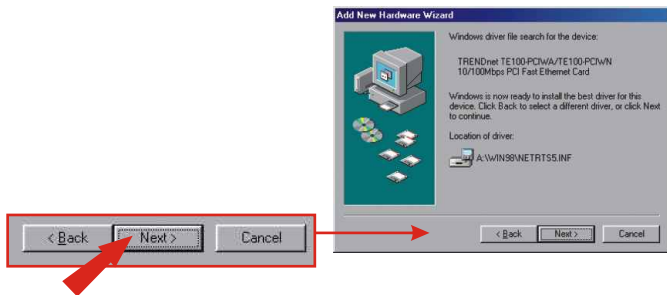 Add New Hardware Wizard
Windows driver file search for the device:
TRENDnet TE100-PCIWA/TE100-PCIWN
10/100Mbps PCI Fast Ethernet Card
Windows is now ready to install the best driver for this
device. Click Back to select a different driver, or click Next
to continue.
Location of driver:
A:\WIN98\NETRTS5.INF
< Back Next > Cancel
< Back Next > Cancel